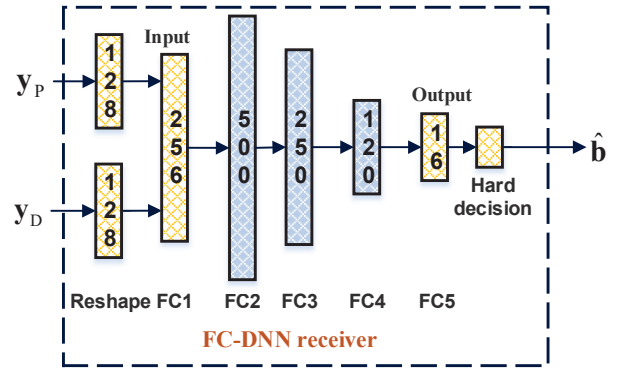 Input
y_P
128
256
500
250
120
Output
16
b̂
y_D
128
Hard
decision
Reshape FC1 FC2 FC3 FC4 FC5
FC-DNN receiver